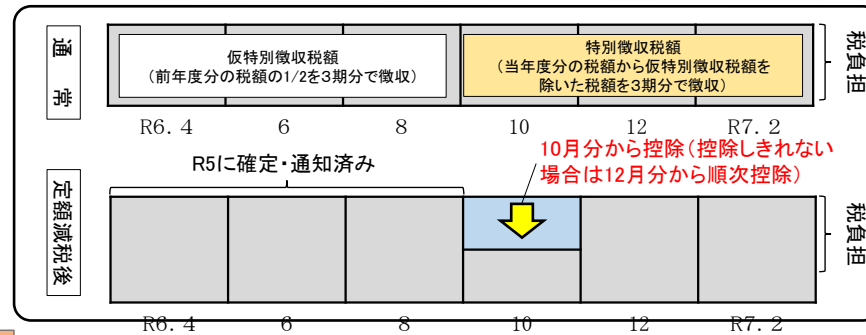 通常
仮特別徴収税額
(前年度分の税額の1/2を3期分で徴収)
特別徴収税額
(当年度分の税額から仮特別徴収税額を
除いた税額を3期分で徴収)
税負担
R6.4 6 8 10 12 R7.2
R5に確定・通知済み
10月分から控除(控除しきれない
場合は12月分から順次控除)
定額減税後
税負担
R6.4 6 8 10 12 R7.2